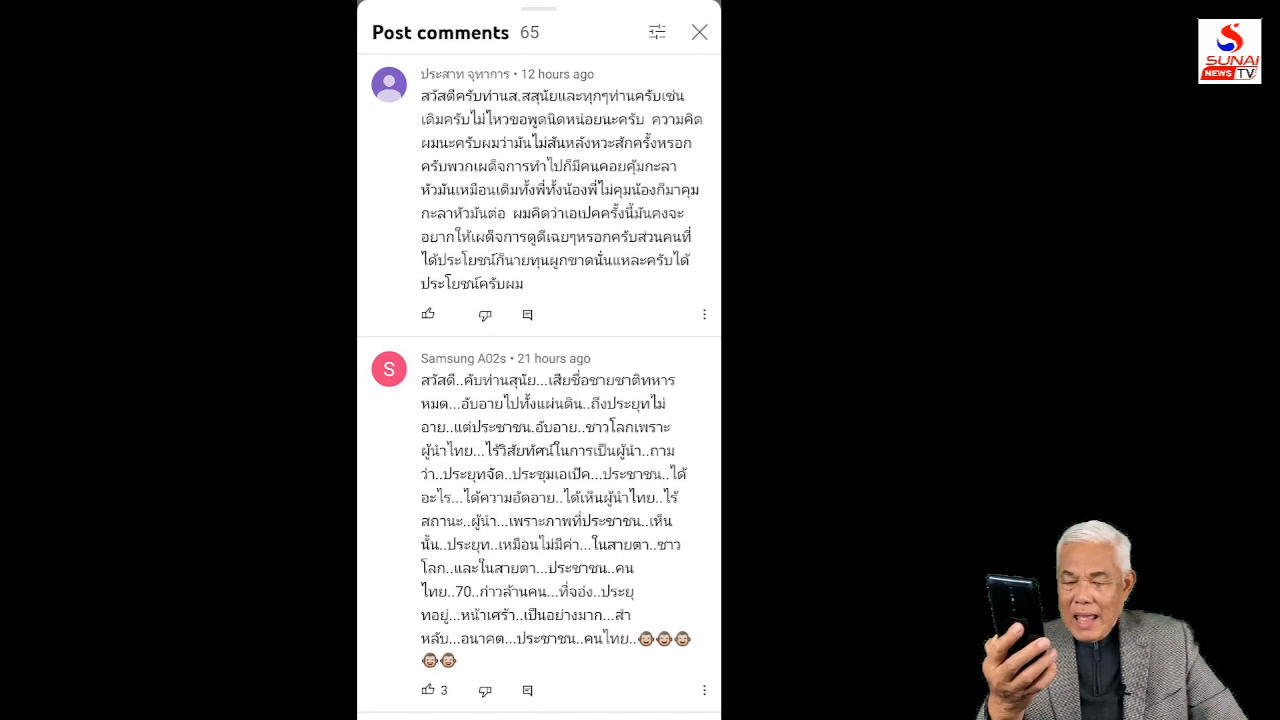 Post comments 65
SUNAI
NEWS TV
ประสาท จุฑาการ • 12 hours ago
สวัสดีครับท่านส.สสุนัยและทุกๆท่านครับเช่น
เดิมครับไม่ไหวขอพูดนิดหน่อยนะครับ ความคิด
ผมนะครับผมว่ามันไม่สันหลังหวะสักครั้งหรอก
ครับพวกเผด็จการทำไปก็มีคนคอยคุ้มกะลา
หัวมันเหมือนเดิมทั้งพี่ทั้งน้องพี่ไม่คุมน้องก็มาคุม
กะลาหัวมันต่อ ผมคิดว่าเอเปคครั้งนี้มันคงจะ
อยากให้เผด็จการดูดีเฉยๆหรอกครับส่วนคนที่
ได้ประโยชน์ก็นายทุนผูกขาดนั่นแหละครับได้
ประโยชน์ครับผม
S
Samsung A02s • 21 hours ago
สวัสดี..คับท่านสุนัย...เสียชื่อชายชาติทหาร
หมด...อับอายไปทั้งแผ่นดิน..ถึงประยุทไม่
อาย..แต่ประชาชน.อับอาย..ชาวโลกเพราะ
ผู้นำไทย...ไร้วิสัยทัศน์ในการเป็นผู้นำ..ถาม
ว่า..ประยุทจัด..ประชุมเอเป๊ค...ประชาชน..ได้
อะไร...ได้ความอัดอาย..ได้เห็นผู้นำไทย..ไร้
สถานะ..ผู้นำ...เพราะภาพที่ประชาชน..เห็น
นั้น..ประยุท..เหมือนไม่มีค่า...ในสายตา..ชาว
โลก..และในสายตา...ประชาชน..คน
ไทย..70..ก่าวล้านคน...ที่จอ่ง..ประยุ
ทอยู่...หน้าเศร้า..เป็นอย่างมาก...สำ
หลับ...อนาคต...ประชาชน..คนไทย..🐵🐵🐵
🐵🐵
3